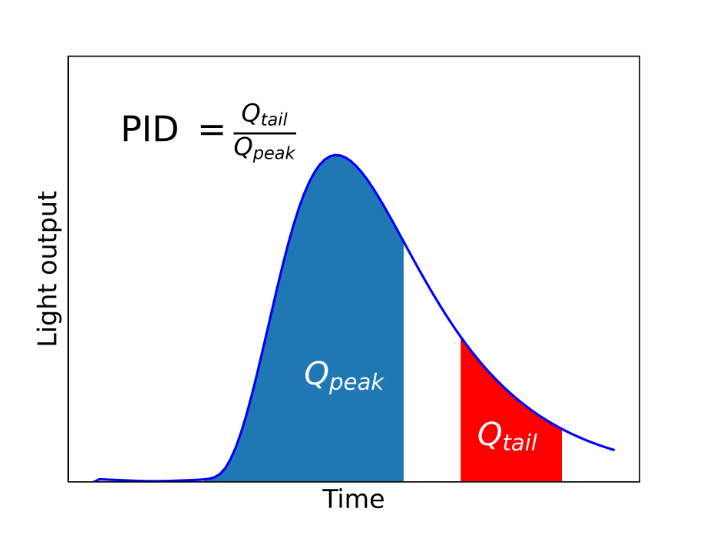 PID = Q_tail / Q_peak
Light output
Q_peak
Q_tail
Time